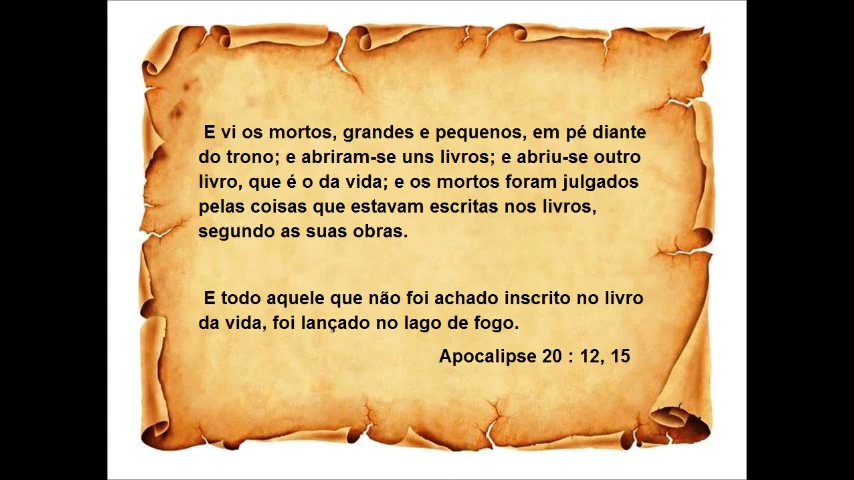 E vi os mortos, grandes e pequenos, em pé diante
do trono; e abriram-se uns livros; e abriu-se outro
livro, que é o da vida; e os mortos foram julgados
pelas coisas que estavam escritas nos livros,
segundo as suas obras.
E todo aquele que não foi achado inscrito no livro
da vida, foi lançado no lago de fogo.
Apocalipse 20 : 12, 15